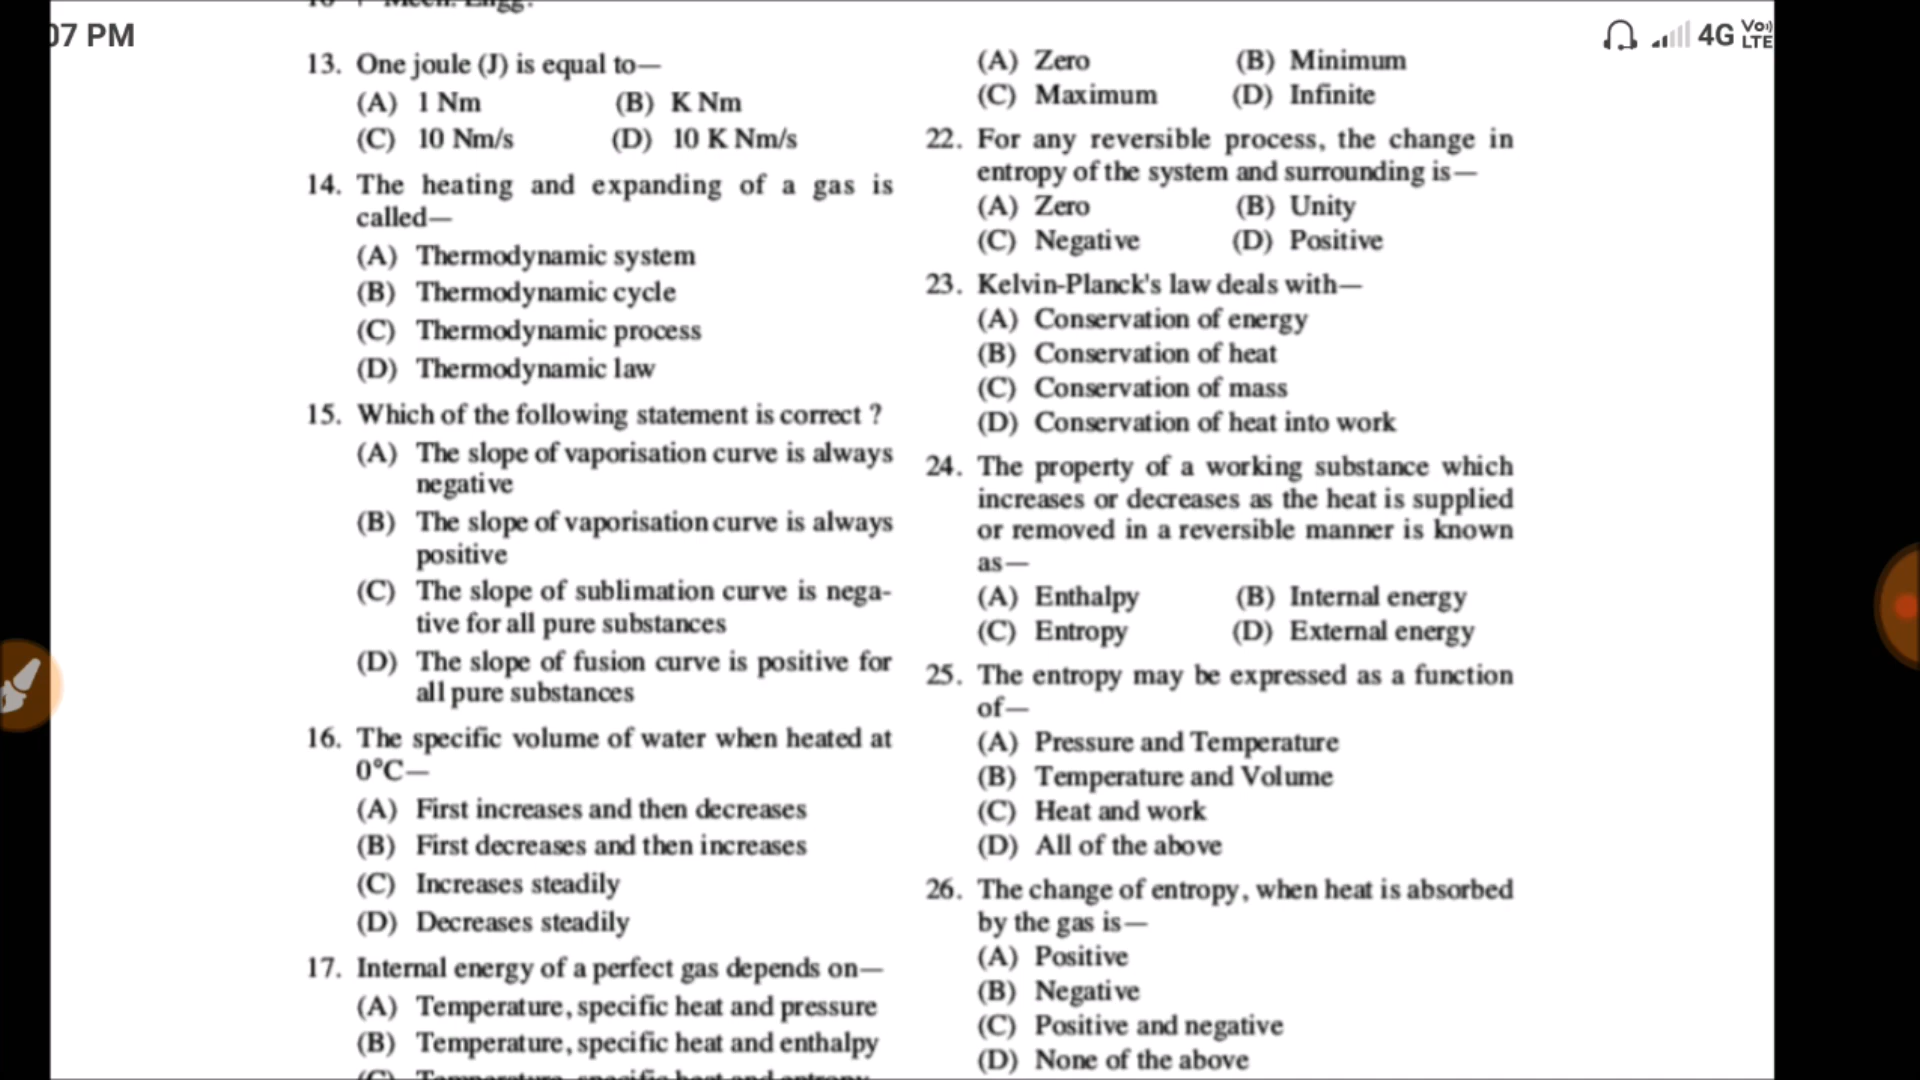 07 PM
4G Vo)) LTE
13. One joule (J) is equal to—
(A) 1 Nm (B) K Nm
(C) 10 Nm/s (D) 10 K Nm/s
14. The heating and expanding of a gas is
called—
(A) Thermodynamic system
(B) Thermodynamic cycle
(C) Thermodynamic process
(D) Thermodynamic law
15. Which of the following statement is correct ?
(A) The slope of vaporisation curve is always
negative
(B) The slope of vaporisation curve is always
positive
(C) The slope of sublimation curve is nega-
tive for all pure substances
(D) The slope of fusion curve is positive for
all pure substances
16. The specific volume of water when heated at
0°C—
(A) First increases and then decreases
(B) First decreases and then increases
(C) Increases steadily
(D) Decreases steadily
17. Internal energy of a perfect gas depends on—
(A) Temperature, specific heat and pressure
(B) Temperature, specific heat and enthalpy
(C) Temperature, specific heat and entropy
(A) Zero (B) Minimum
(C) Maximum (D) Infinite
22. For any reversible process, the change in
entropy of the system and surrounding is—
(A) Zero (B) Unity
(C) Negative (D) Positive
23. Kelvin-Planck's law deals with—
(A) Conservation of energy
(B) Conservation of heat
(C) Conservation of mass
(D) Conservation of heat into work
24. The property of a working substance which
increases or decreases as the heat is supplied
or removed in a reversible manner is known
as—
(A) Enthalpy (B) Internal energy
(C) Entropy (D) External energy
25. The entropy may be expressed as a function
of—
(A) Pressure and Temperature
(B) Temperature and Volume
(C) Heat and work
(D) All of the above
26. The change of entropy, when heat is absorbed
by the gas is—
(A) Positive
(B) Negative
(C) Positive and negative
(D) None of the above